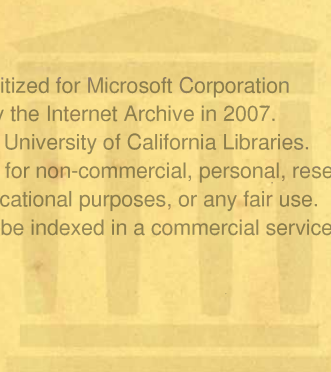 itized for Microsoft Corporation
y the Internet Archive in 2007.
University of California Libraries.
for non-commercial, personal, rese
cational purposes, or any fair use.
be indexed in a commercial service